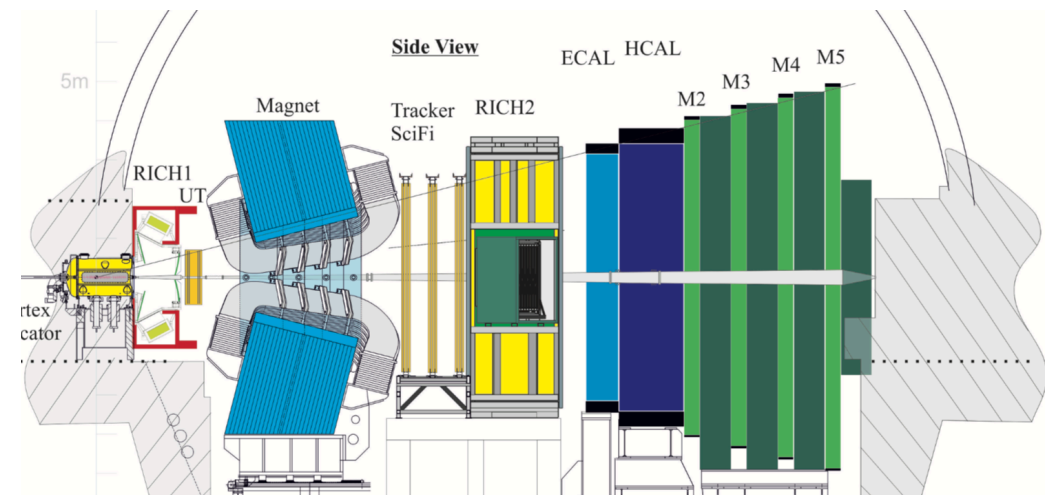 Side View
5m
Magnet
Tracker
SciFi
RICH2
ECAL
HCAL
M2
M3
M4
M5
RICH1
UT
rtex
cator